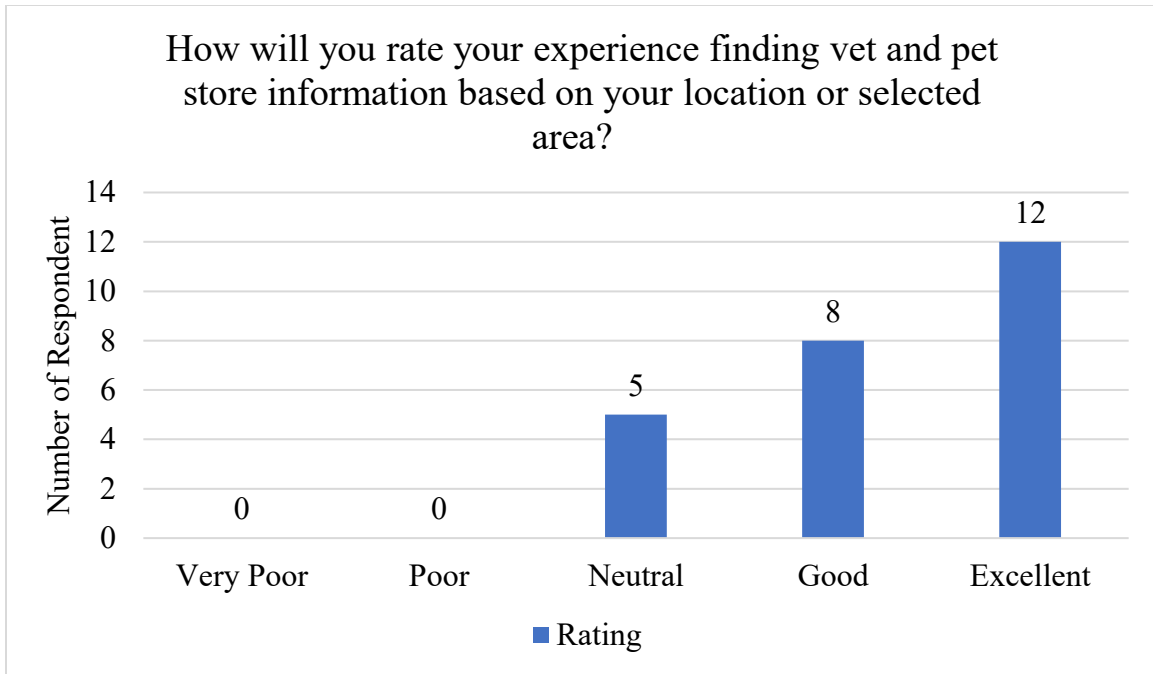 How will you rate your experience finding vet and pet
store information based on your location or selected
area?
Number of Respondent
14
12
10
8
6
4
2
0
0
0
5
8
12
Very Poor
Poor
Neutral
Good
Excellent
Rating